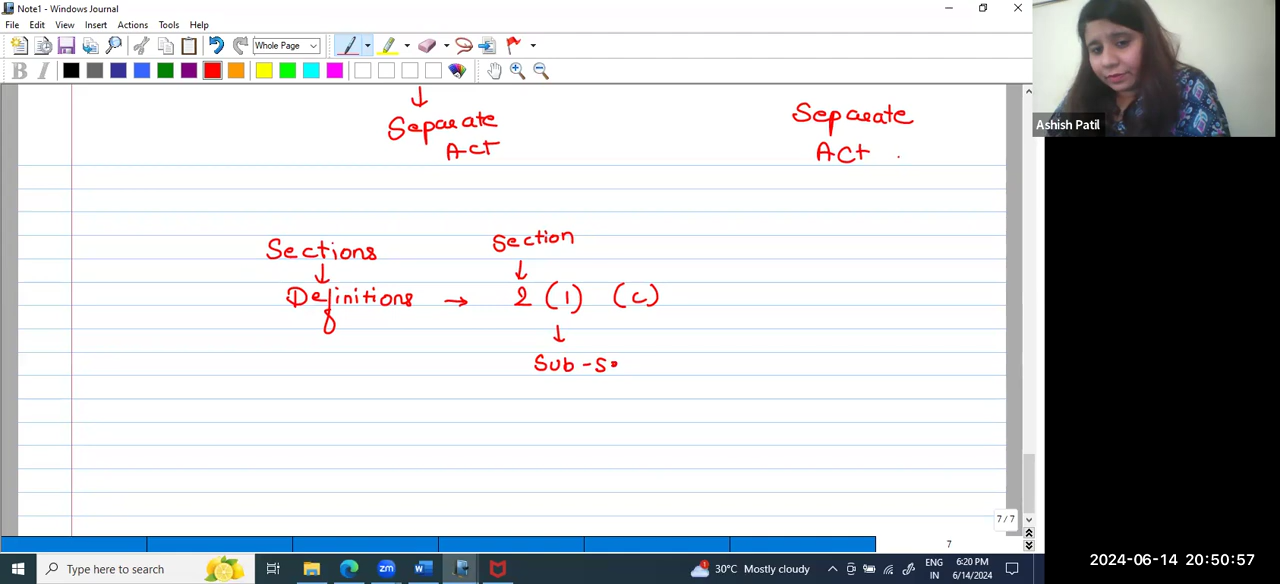 Note1 - Windows Journal
File Edit View Insert Actions Tools Help
Whole Page
B I
Separate
Act
Separate
Act
Ashish Patil
Sections
Definitions → 2 (1) (c)
Section
Sub-s
7 / 7
7
Type here to search
30°C Mostly cloudy
ENG
IN
6:20 PM
6/14/2024
2024-06-14 20:50:57